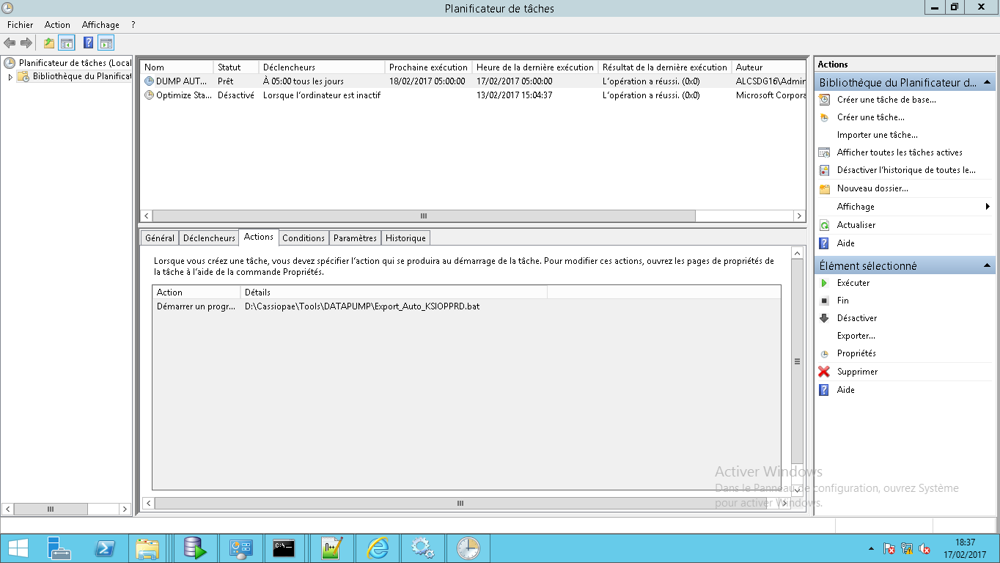 Planificateur de tâches
Fichier Action Affichage ?
Planificateur de tâches (Local
Bibliothèque du Planificat
Nom Statut Déclencheurs Prochaine exécution Heure de la dernière exécution Résultat de la dernière exécution Auteur
DUMP AUT... Prêt À 05:00 tous les jours 18/02/2017 05:00:00 17/02/2017 05:00:00 L'opération a réussi. (0x0) ALCSDG16\Admin
Optimize Sta... Désactivé Lorsque l'ordinateur est inactif 13/02/2017 15:04:37 L'opération a réussi. (0x0) Microsoft Corpora
Général Déclencheurs Actions Conditions Paramètres Historique
Lorsque vous créez une tâche, vous devez spécifier l'action qui se produira au démarrage de la tâche. Pour modifier ces actions, ouvrez les pages de propriétés de
la tâche à l'aide de la commande Propriétés.
Action Détails
Démarrer un progr... D:\Cassiopae\Tools\DATAPUMP\Export_Auto_KSIOPPRD.bat
Actions
Bibliothèque du Planificateur d...
Créer une tâche de base...
Créer une tâche...
Importer une tâche...
Afficher toutes les tâches actives
Désactiver l'historique de toutes le...
Nouveau dossier...
Affichage
Actualiser
Aide
Élément sélectionné
Exécuter
Fin
Désactiver
Exporter...
Propriétés
Supprimer
Aide
Activer Windows
Dans le Panneau de configuration, ouvrez Système
pour activer Windows.
18:37
17/02/2017